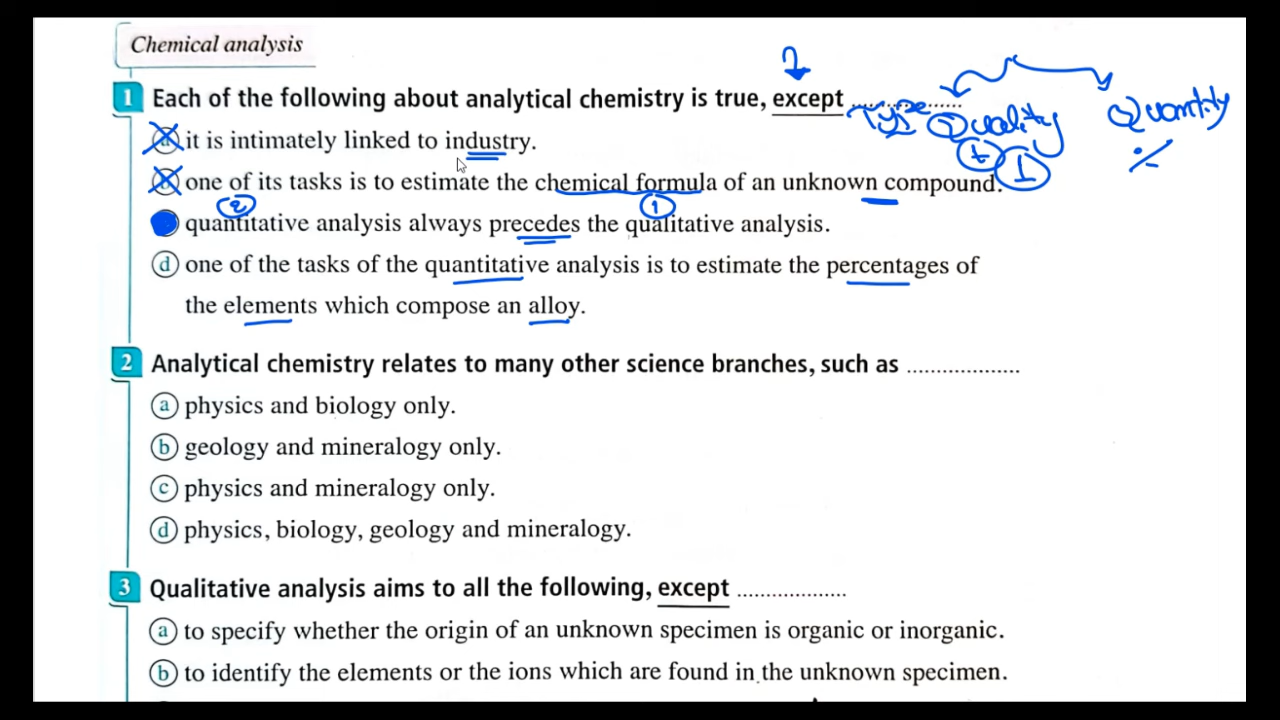 Chemical analysis
1 Each of the following about analytical chemistry is true, except ....................
Type Quality Quantity
%
a it is intimately linked to industry.
b one of its tasks is to estimate the chemical formula of an unknown compound.
2 1
c quantitative analysis always precedes the qualitative analysis.
d one of the tasks of the quantitative analysis is to estimate the percentages of
the elements which compose an alloy.
2 Analytical chemistry relates to many other science branches, such as ...................
a physics and biology only.
b geology and mineralogy only.
c physics and mineralogy only.
d physics, biology, geology and mineralogy.
3 Qualitative analysis aims to all the following, except ...................
a to specify whether the origin of an unknown specimen is organic or inorganic.
b to identify the elements or the ions which are found in the unknown specimen.